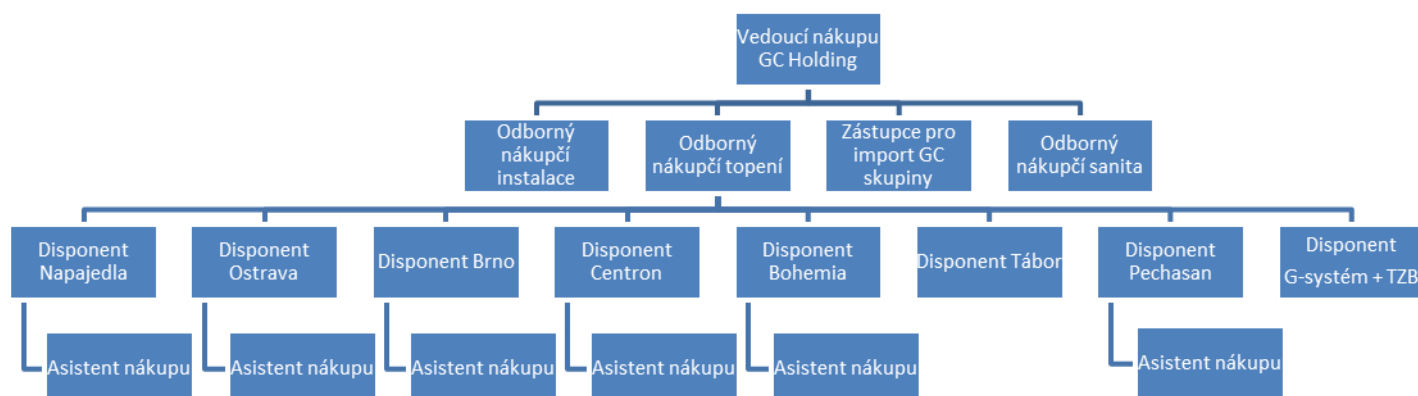 Vedoucí nákupu
GC Holding
Odborný
nákupčí
instalace
Odborný
nákupčí topení
Zástupce pro
import GC
skupiny
Odborný
nákupčí sanita
Disponent
Napajedla
Disponent
Ostrava
Disponent Brno
Disponent
Centron
Disponent
Bohemia
Disponent Tábor
Disponent
Pechasan
Disponent
G-systém + TZB
Asistent nákupu
Asistent nákupu
Asistent nákupu
Asistent nákupu
Asistent nákupu
Asistent nákupu